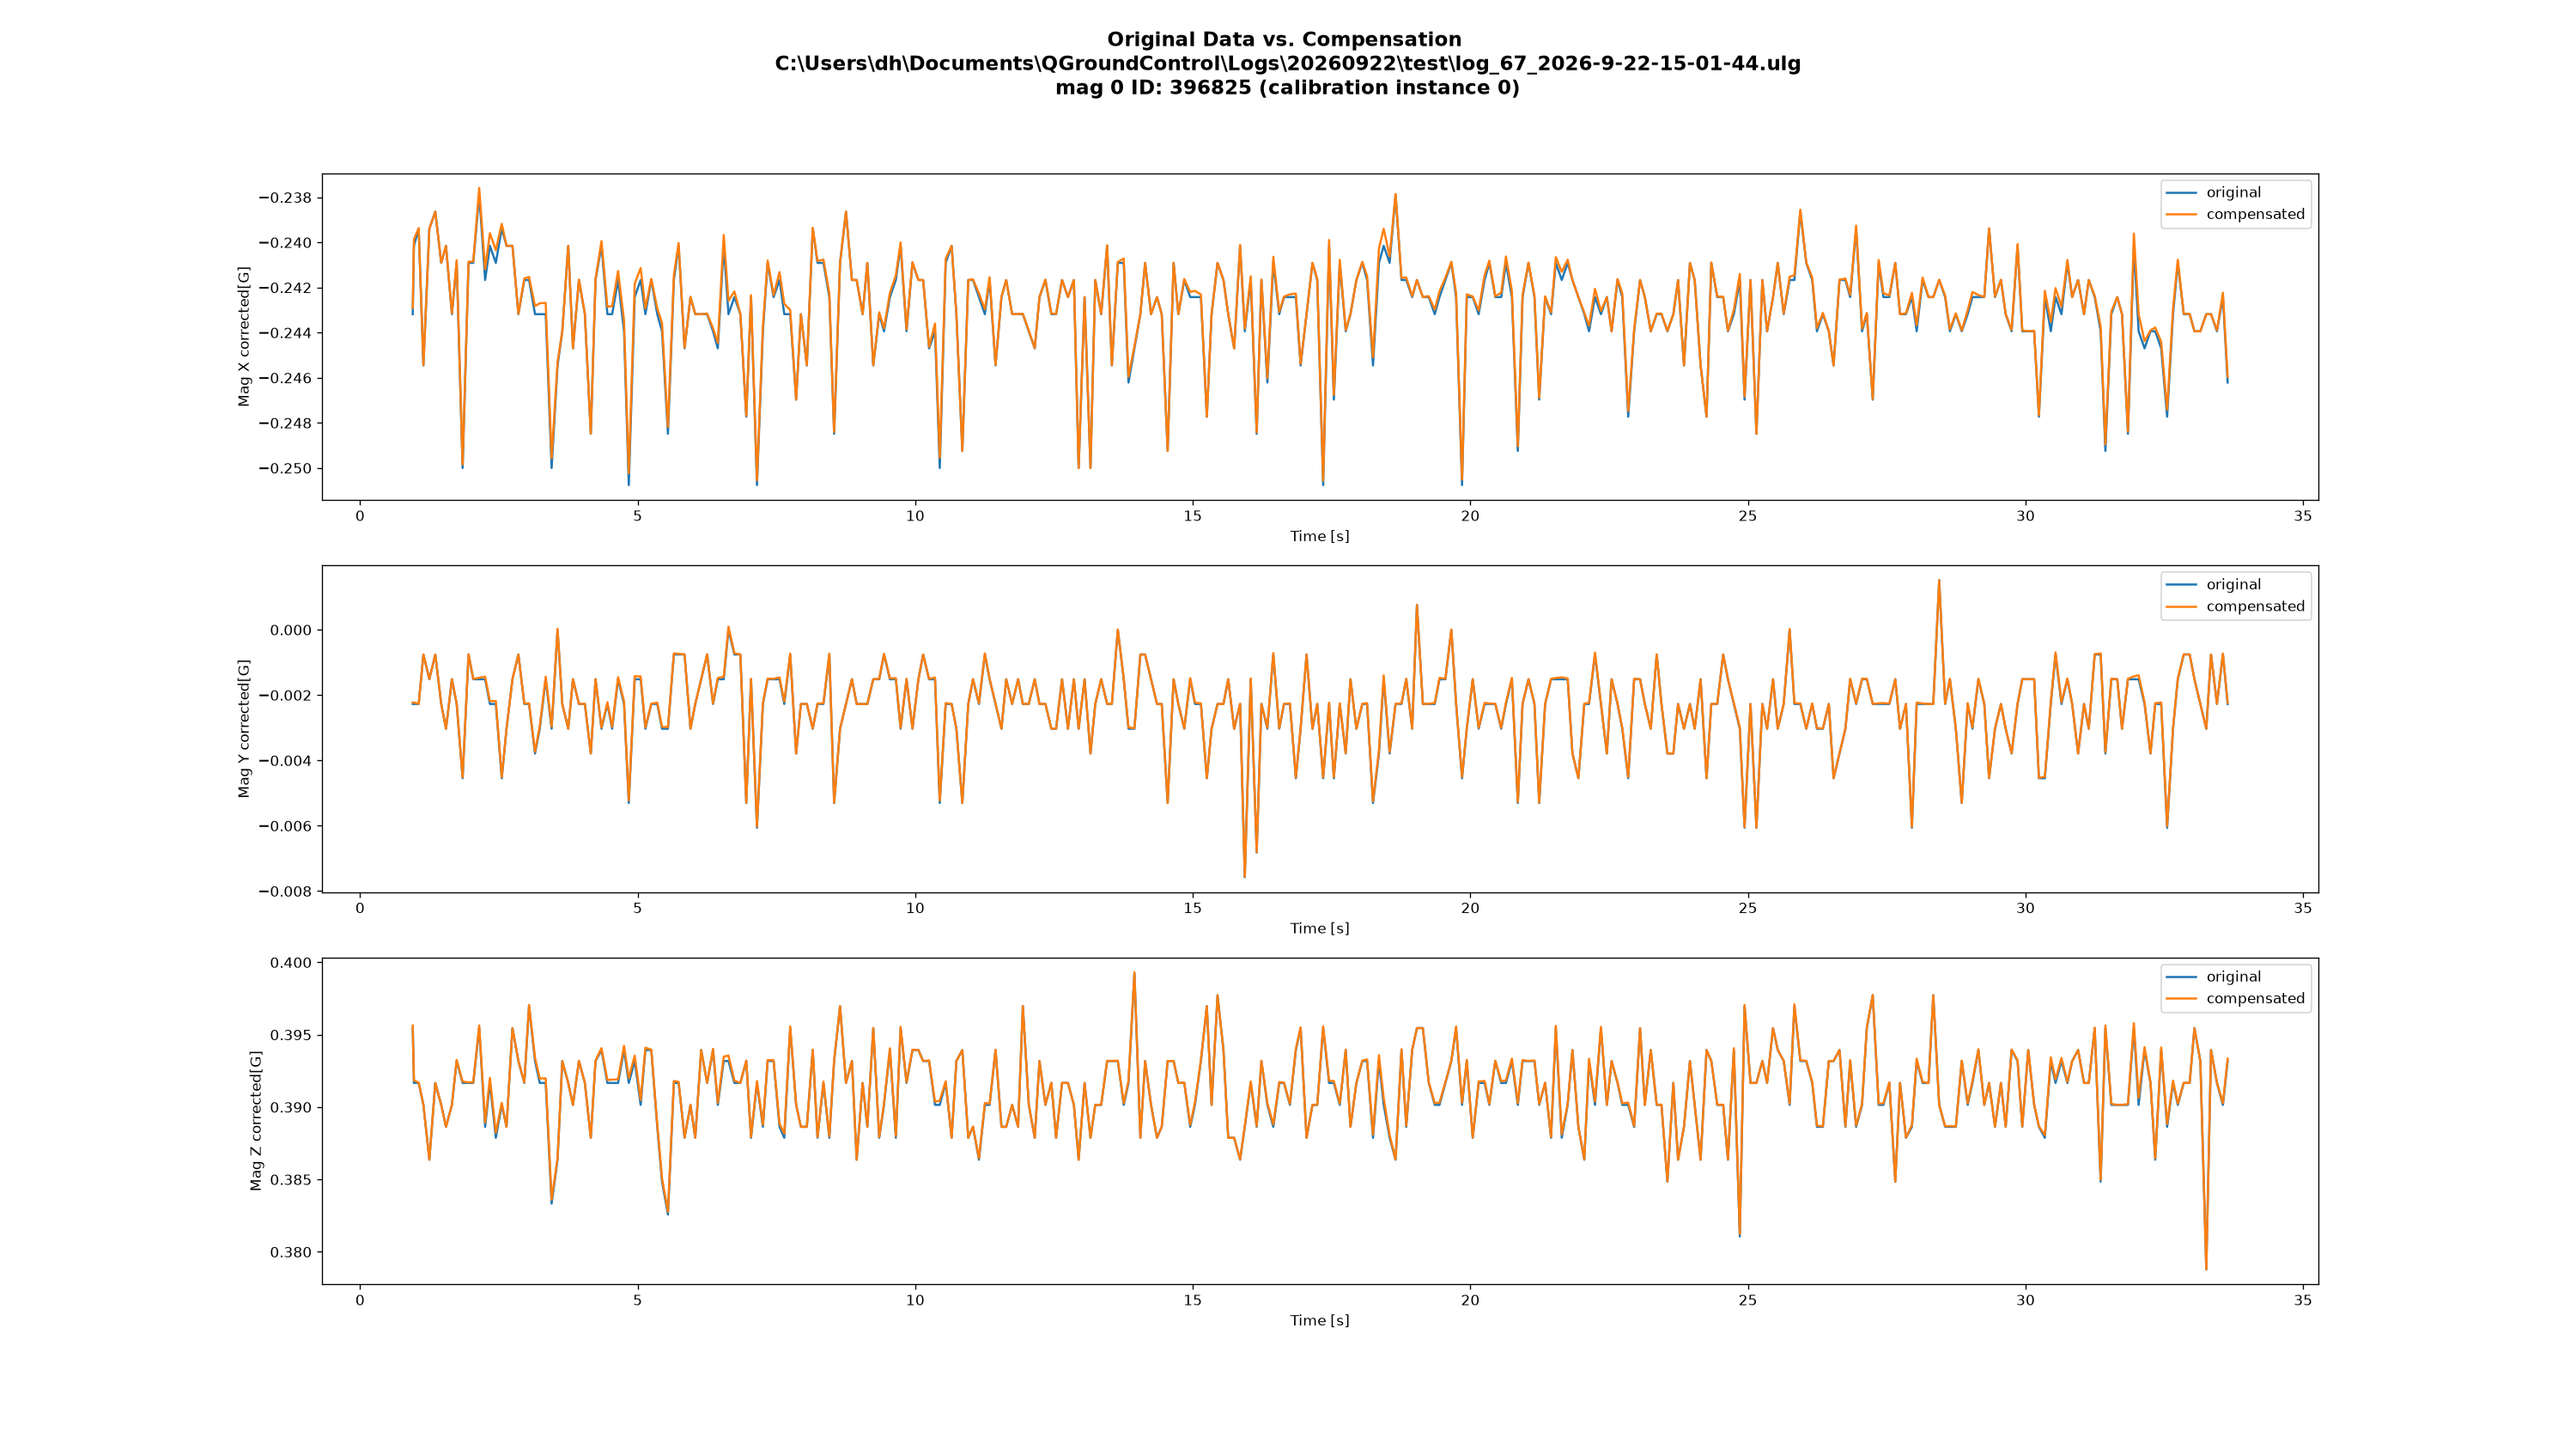 Original Data vs. Compensation
C:\Users\dh\Documents\QGroundControl\Logs\20260922\test\log_67_2026-9-22-15-01-44.ulg
mag 0 ID: 396825 (calibration instance 0)
original
compensated
Mag X corrected[G]
−0.238
−0.240
−0.242
−0.244
−0.246
−0.248
−0.250
0 5 10 15 20 25 30 35
Time [s]
original
compensated
Mag Y corrected[G]
0.000
−0.002
−0.004
−0.006
−0.008
0 5 10 15 20 25 30 35
Time [s]
original
compensated
Mag Z corrected[G]
0.400
0.395
0.390
0.385
0.380
0 5 10 15 20 25 30 35
Time [s]